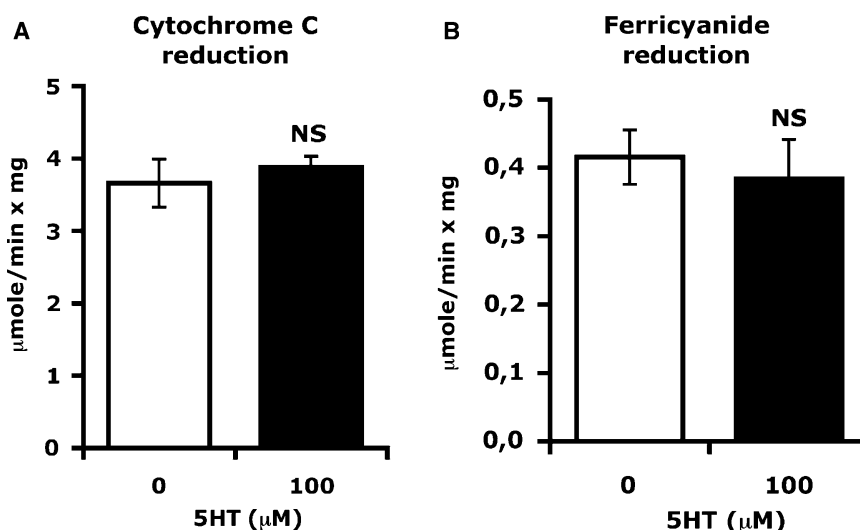 A
Cytochrome C
reduction
5
4
3
2
1
0
μmole/min x mg
NS
0
100
5HT (μM)
B
Ferricyanide
reduction
0,5
0,4
0,3
0,2
0,1
0,0
μmole/min x mg
NS
0
100
5HT (μM)